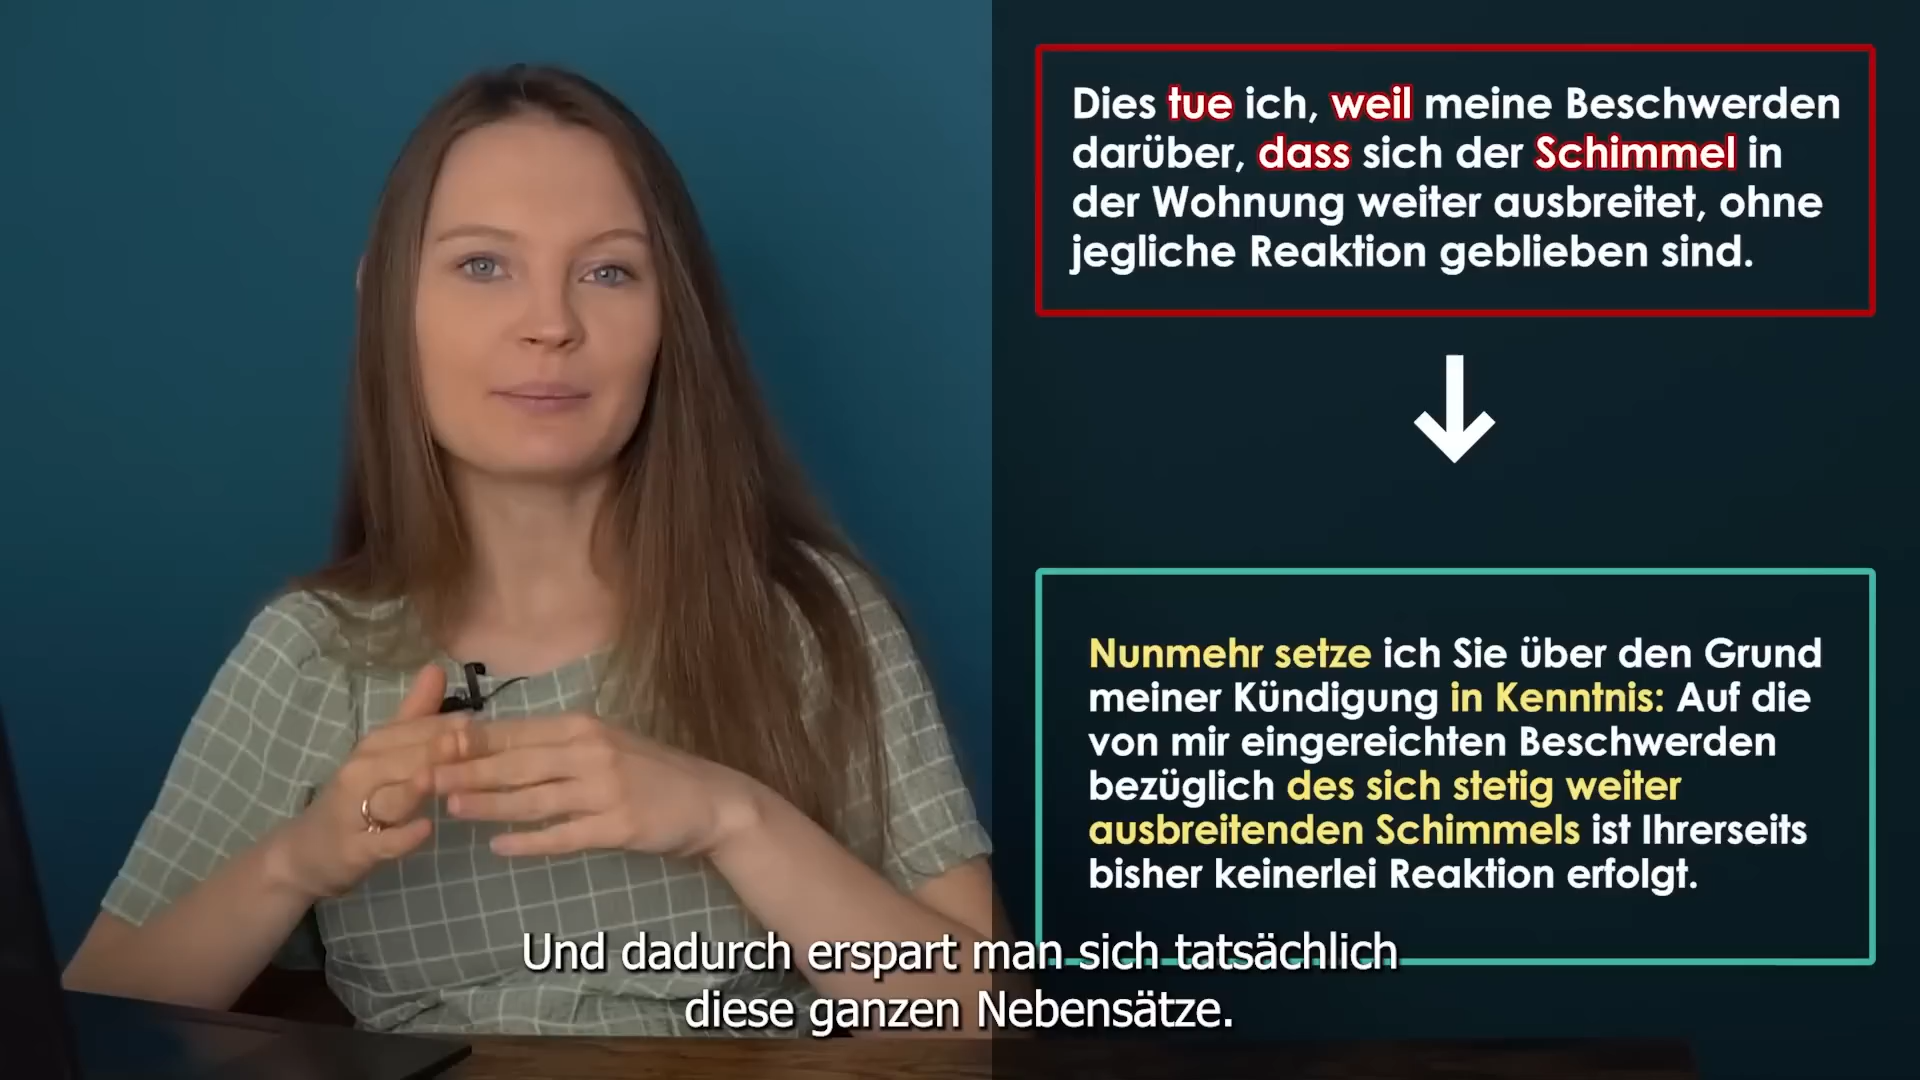 Dies tue ich, weil meine Beschwerden
darüber, dass sich der Schimmel in
der Wohnung weiter ausbreitet, ohne
jegliche Reaktion geblieben sind.
Nunmehr setze ich Sie über den Grund
meiner Kündigung in Kenntnis: Auf die
von mir eingereichten Beschwerden
bezüglich des sich stetig weiter
ausbreitenden Schimmels ist Ihrerseits
bisher keinerlei Reaktion erfolgt.
Und dadurch erspart man sich tatsächlich
diese ganzen Nebensätze.